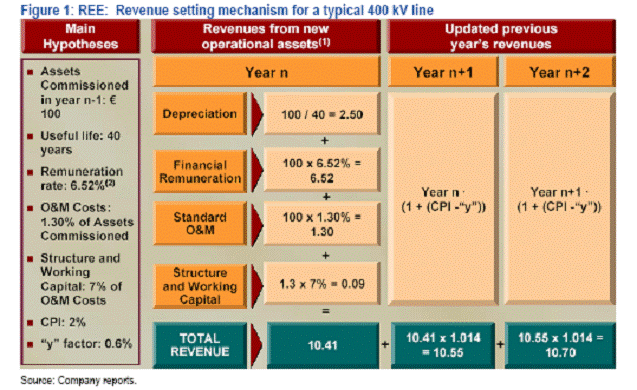 Figure 1: REE: Revenue setting mechanism for a typical 400 kV line
Main
Hypotheses
Assets
Commissioned
in year n-1: €
100
Useful life: 40
years
Remuneration
rate: 6.52%(2)
O&M Costs:
1.30% of Assets
Commissioned
Structure and
Working
Capital: 7% of
O&M Costs
CPI: 2%
"y" factor: 0.6%
Revenues from new
operational assets(1)
Updated previous
year's revenues
Year n
Year n+1
Year n+2
Depreciation
100 / 40 = 2.50
+
Financial
Remuneration
100 x 6.52% =
6.52
+
Standard
O&M
100 x 1.30% =
1.30
+
Structure
and Working
Capital
1.3 x 7% = 0.09
=
Year n ·
(1 + (CPI -"y"))
Year n+1 ·
(1 + (CPI -"y"))
TOTAL
REVENUE
10.41
+
10.41 x 1.014
= 10.55
+
10.55 x 1.014 =
10.70
Source: Company reports.